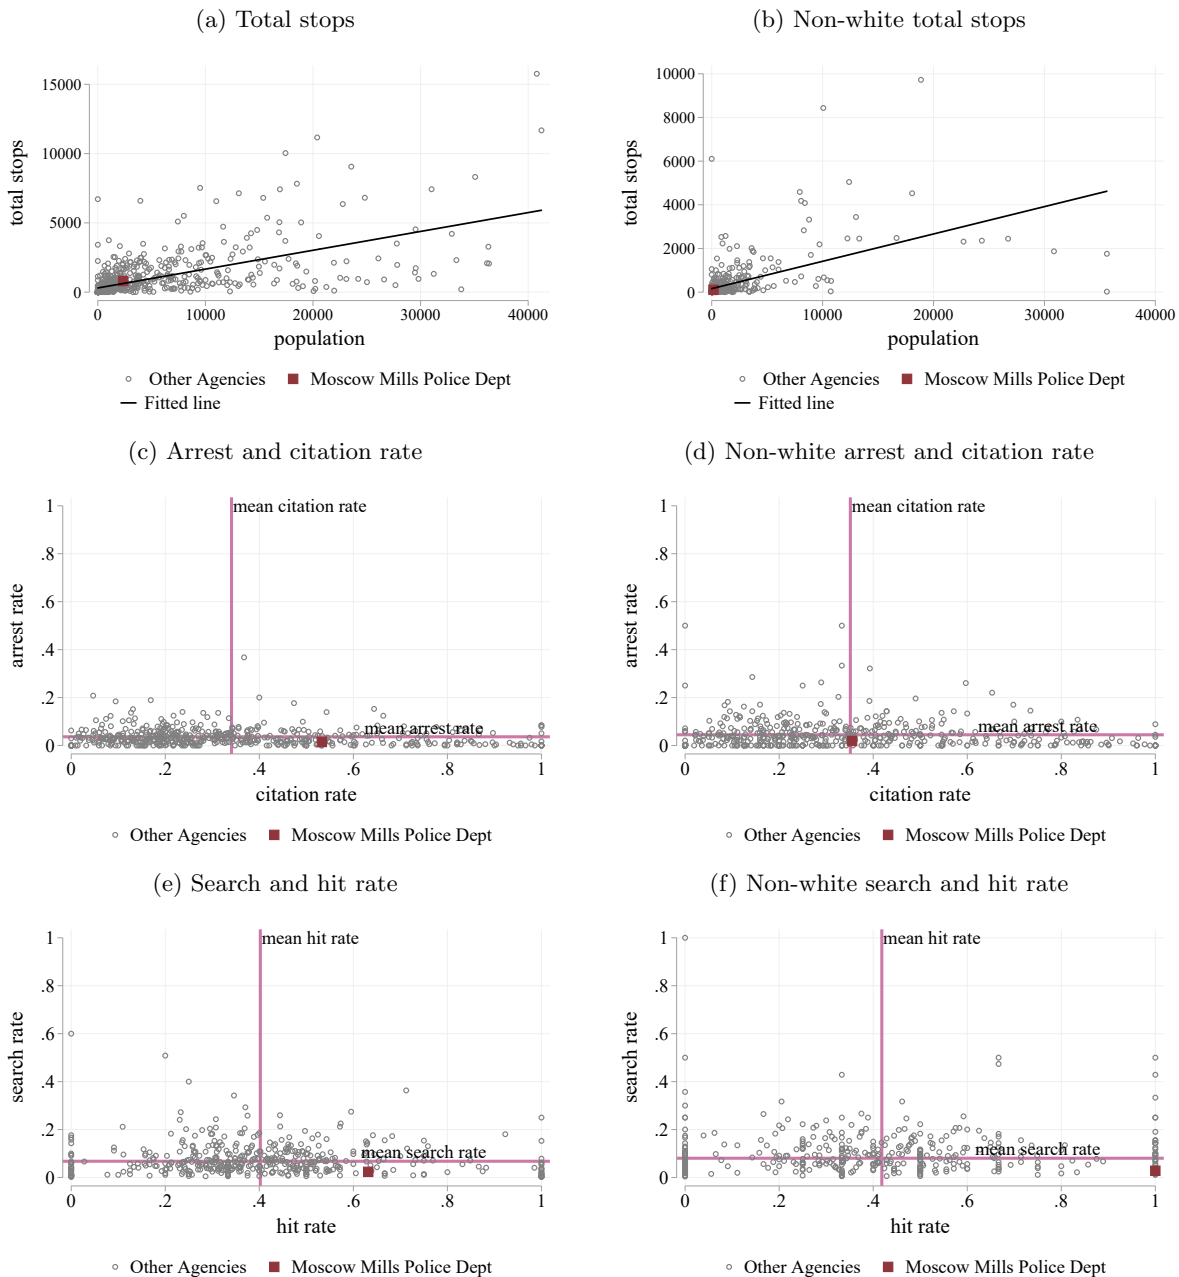 (a) Total stops
(b) Non-white total stops
total stops
15000
10000
5000
0
0
10000
20000
30000
40000
population
Other Agencies
Moscow Mills Police Dept
Fitted line
total stops
10000
8000
6000
4000
2000
0
0
10000
20000
30000
40000
population
Other Agencies
Moscow Mills Police Dept
Fitted line
(c) Arrest and citation rate
(d) Non-white arrest and citation rate
arrest rate
1
.8
.6
.4
.2
0
mean citation rate
mean arrest rate
0
.2
.4
.6
.8
1
citation rate
Other Agencies
Moscow Mills Police Dept
arrest rate
1
.8
.6
.4
.2
0
mean citation rate
mean arrest rate
0
.2
.4
.6
.8
1
citation rate
Other Agencies
Moscow Mills Police Dept
(e) Search and hit rate
(f) Non-white search and hit rate
search rate
1
.8
.6
.4
.2
0
mean hit rate
mean search rate
0
.2
.4
.6
.8
1
hit rate
Other Agencies
Moscow Mills Police Dept
search rate
1
.8
.6
.4
.2
0
mean hit rate
mean search rate
0
.2
.4
.6
.8
1
hit rate
Other Agencies
Moscow Mills Police Dept